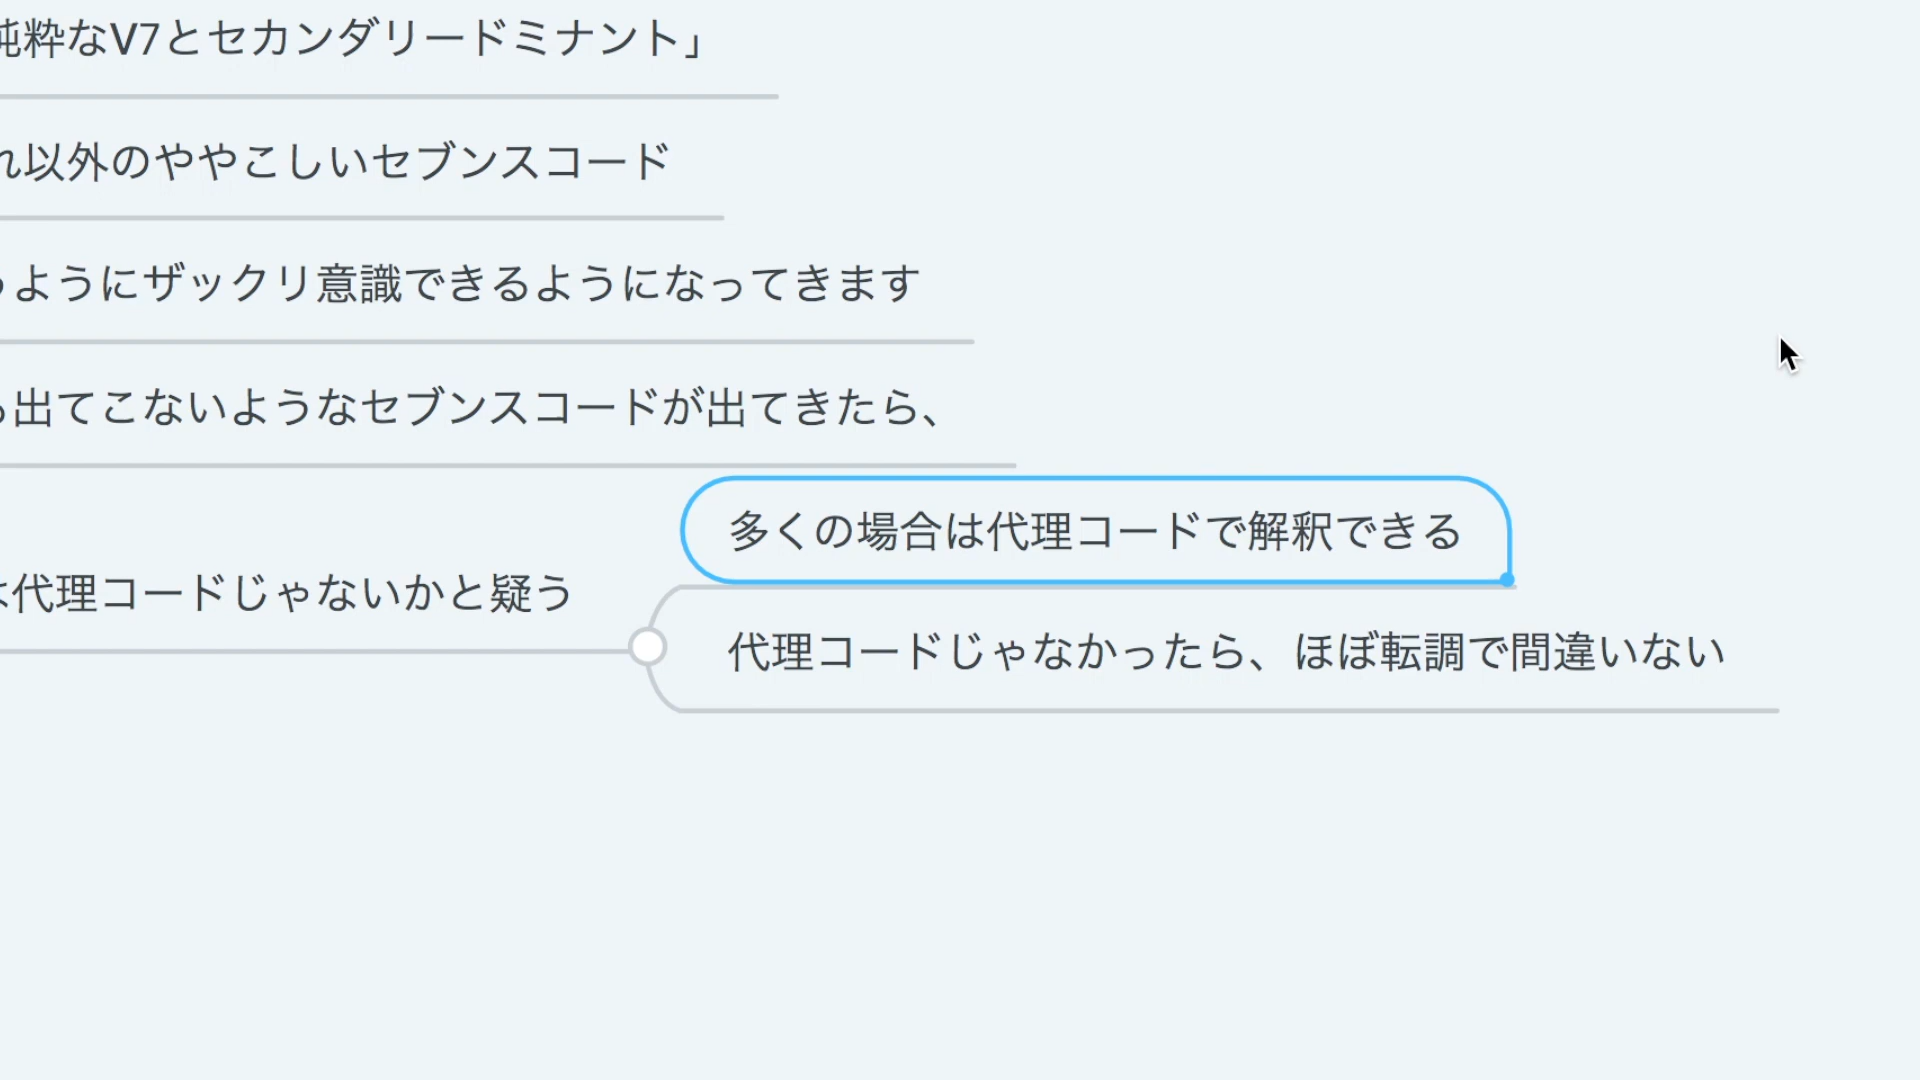 純粋なV7とセカンダリードミナント」
れ以外のややこしいセブンスコード
ようにザックリ意識できるようになってきます
出てこないようなセブンスコードが出てきたら、
多くの場合は代理コードで解釈できる
は代理コードじゃないかと疑う
代理コードじゃなかったら、ほぼ転調で間違いない